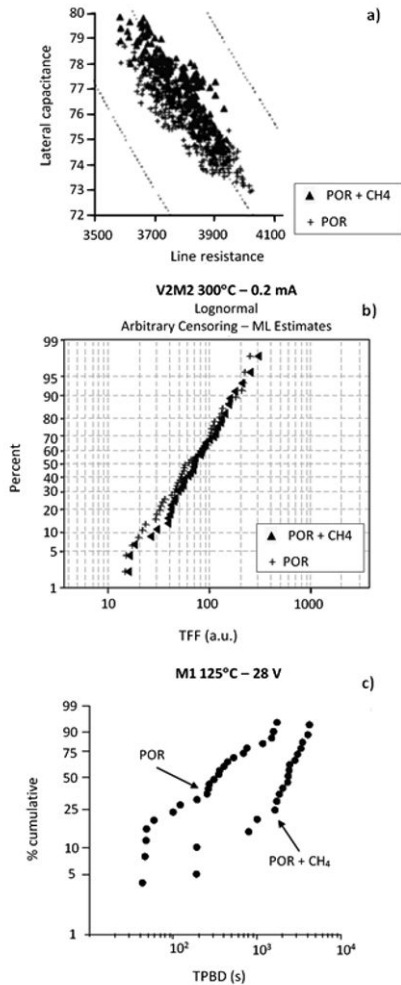 a)
80
79
78
77
76
75
74
73
72
Lateral capacitance
3500 3700 3900 4100
Line resistance
▲ POR + CH4
+ POR
V2M2 300°C – 0.2 mA
b)
Lognormal
Arbitrary Censoring – ML Estimates
99
95
90
80
70
60
50
40
30
20
10
5
1
Percent
▲ POR + CH4
+ POR
10 100 1000
TFF (a.u.)
M1 125°C – 28 V
c)
99
90
75
50
25
10
5
1
% cumulative
POR
POR + CH₄
10² 10³ 10⁴
TPBD (s)